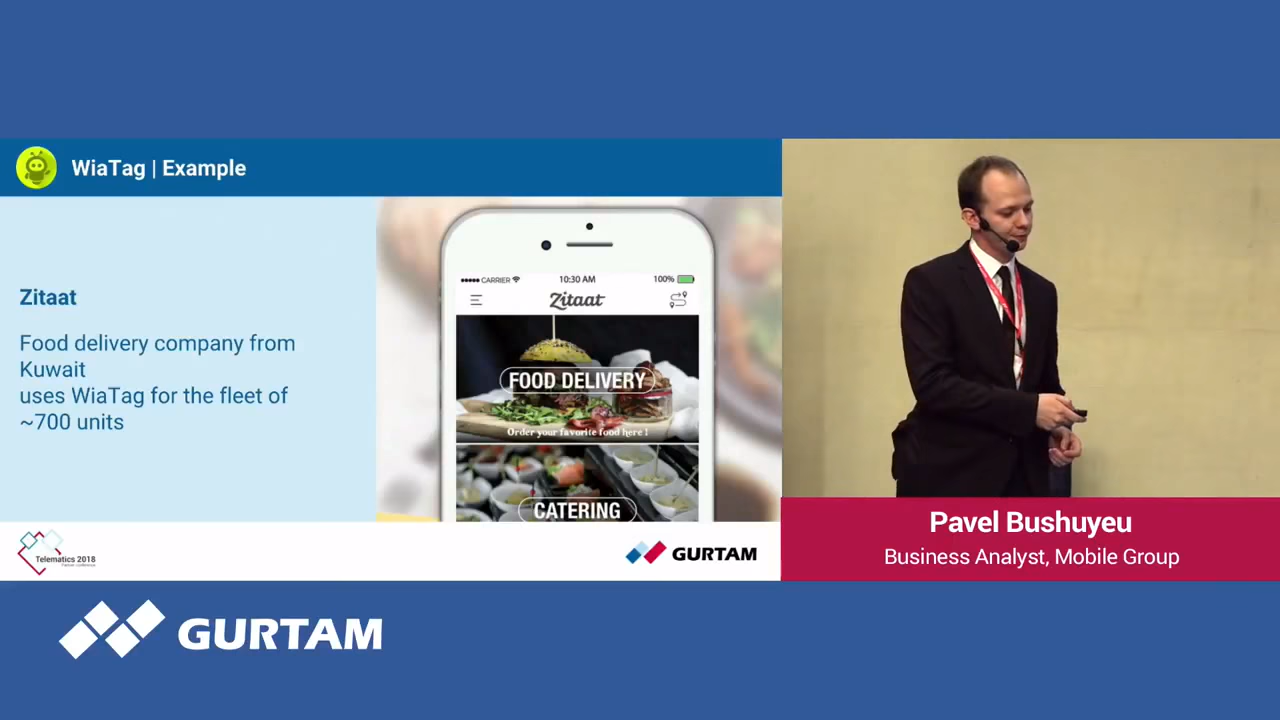 WiaTag | Example
Zitaat
Food delivery company from
Kuwait
uses WiaTag for the fleet of
~700 units
CARRIER
10:30 AM
100%
Zitaat
FOOD DELIVERY
Order your favorite food here !
CATERING
Telematics 2018
GURTAM
Pavel Bushuyeu
Business Analyst, Mobile Group
GURTAM